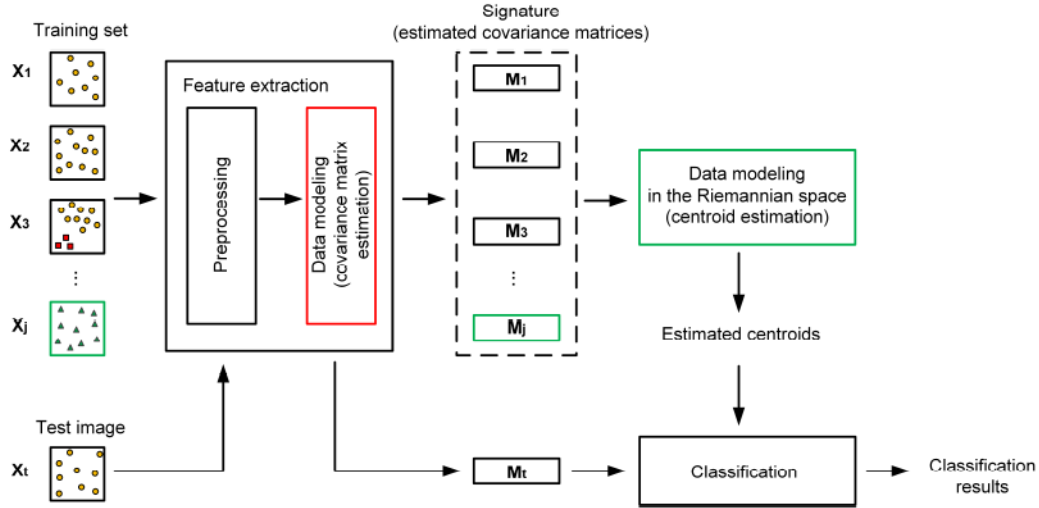 Training set
Signature
(estimated covariance matrices)
X1
X2
X3
⋮
Xj
Feature extraction
Preprocessing
Data modeling
(covariance matrix
estimation)
M1
M2
M3
⋮
Mj
Data modeling
in the Riemannian space
(centroid estimation)
Estimated centroids
Test image
Xt
Mt
Classification
Classification
results